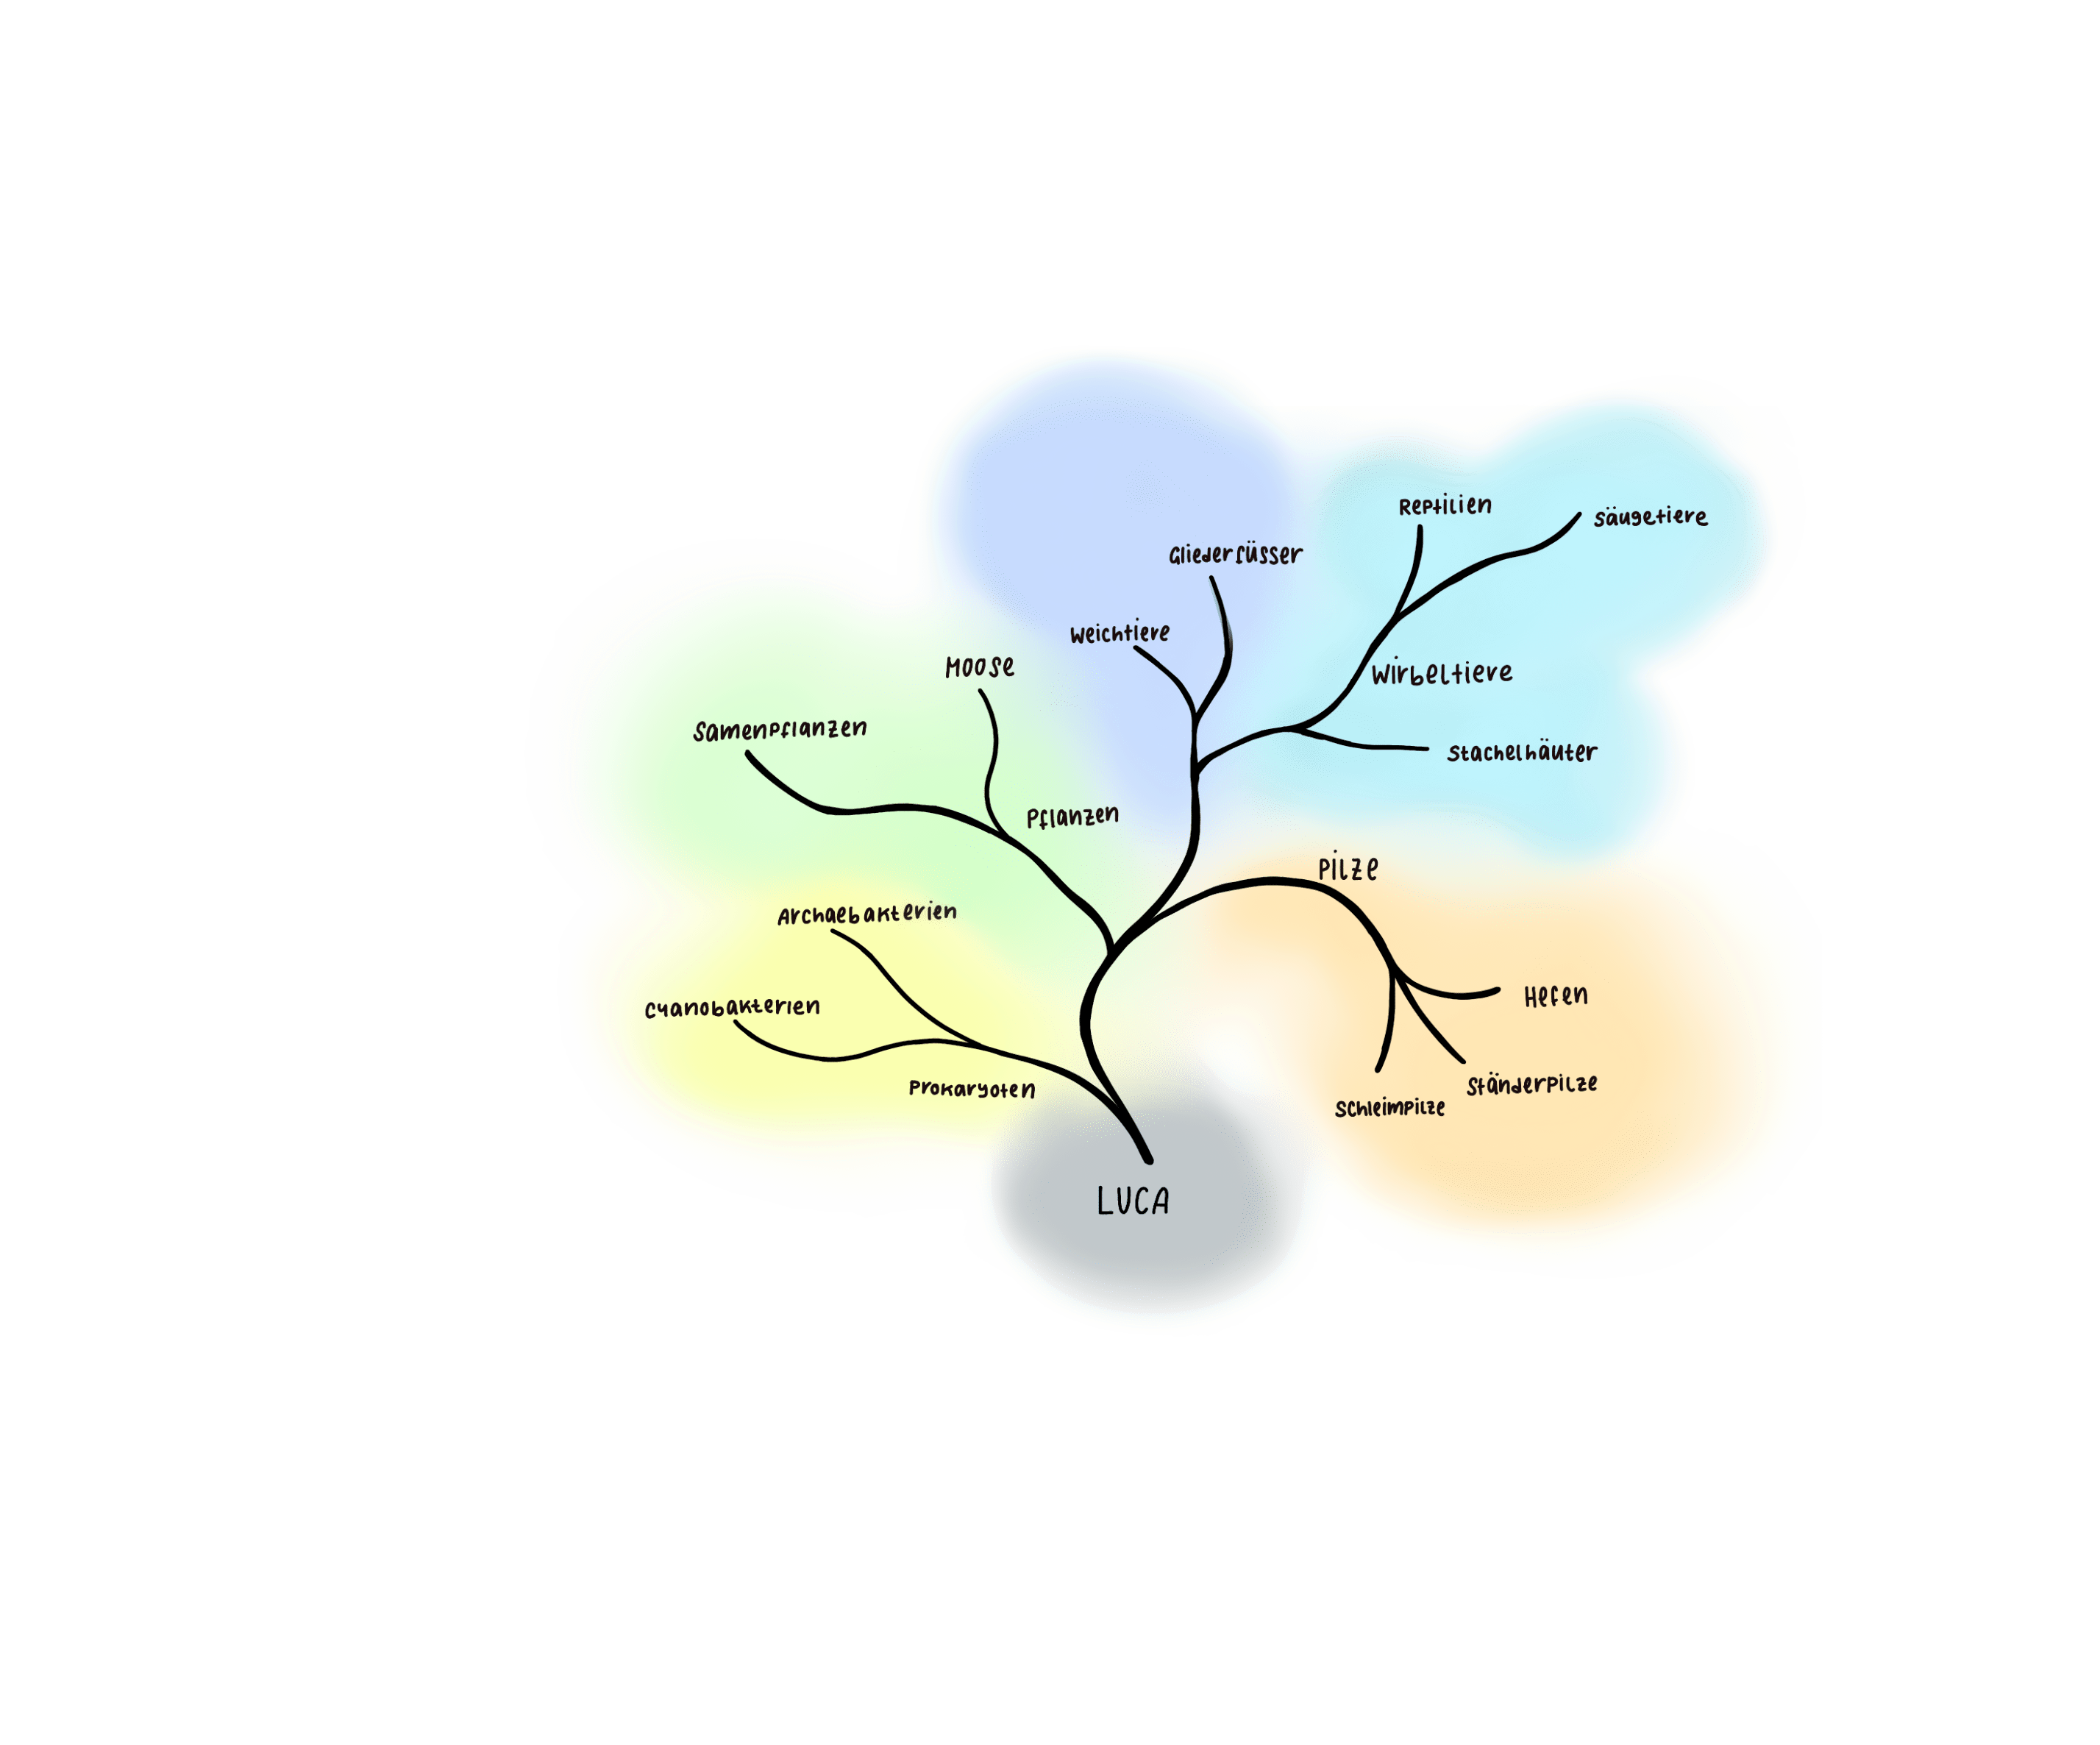 Reptilien
Säugetiere
Gliederfüsser
Weichtiere
Moose
Wirbeltiere
Samenpflanzen
Stachelhäuter
Pflanzen
Pilze
Archaebakterien
Hefen
Cyanobakterien
Ständerpilze
Prokaryoten
Schleimpilze
LUCA